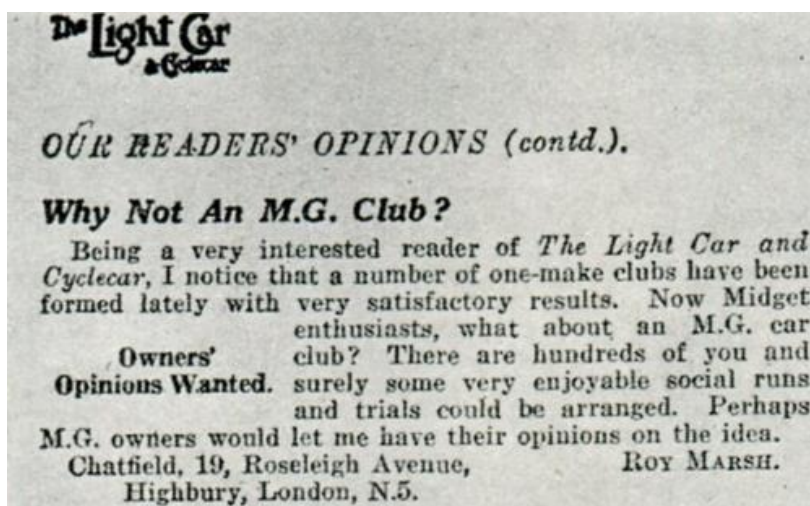 The Light Car
& Cyclecar
OUR READERS' OPINIONS (contd.).
Why Not An M.G. Club?
Being a very interested reader of The Light Car and
Cyclecar, I notice that a number of one-make clubs have been
formed lately with very satisfactory results. Now Midget
enthusiasts, what about an M.G. car
club? There are hundreds of you and
surely some very enjoyable social runs
and trials could be arranged. Perhaps
Owners'
Opinions Wanted.
M.G. owners would let me have their opinions on the idea.
Chatfield, 19, Roseleigh Avenue, ROY MARSH.
Highbury, London, N.5.